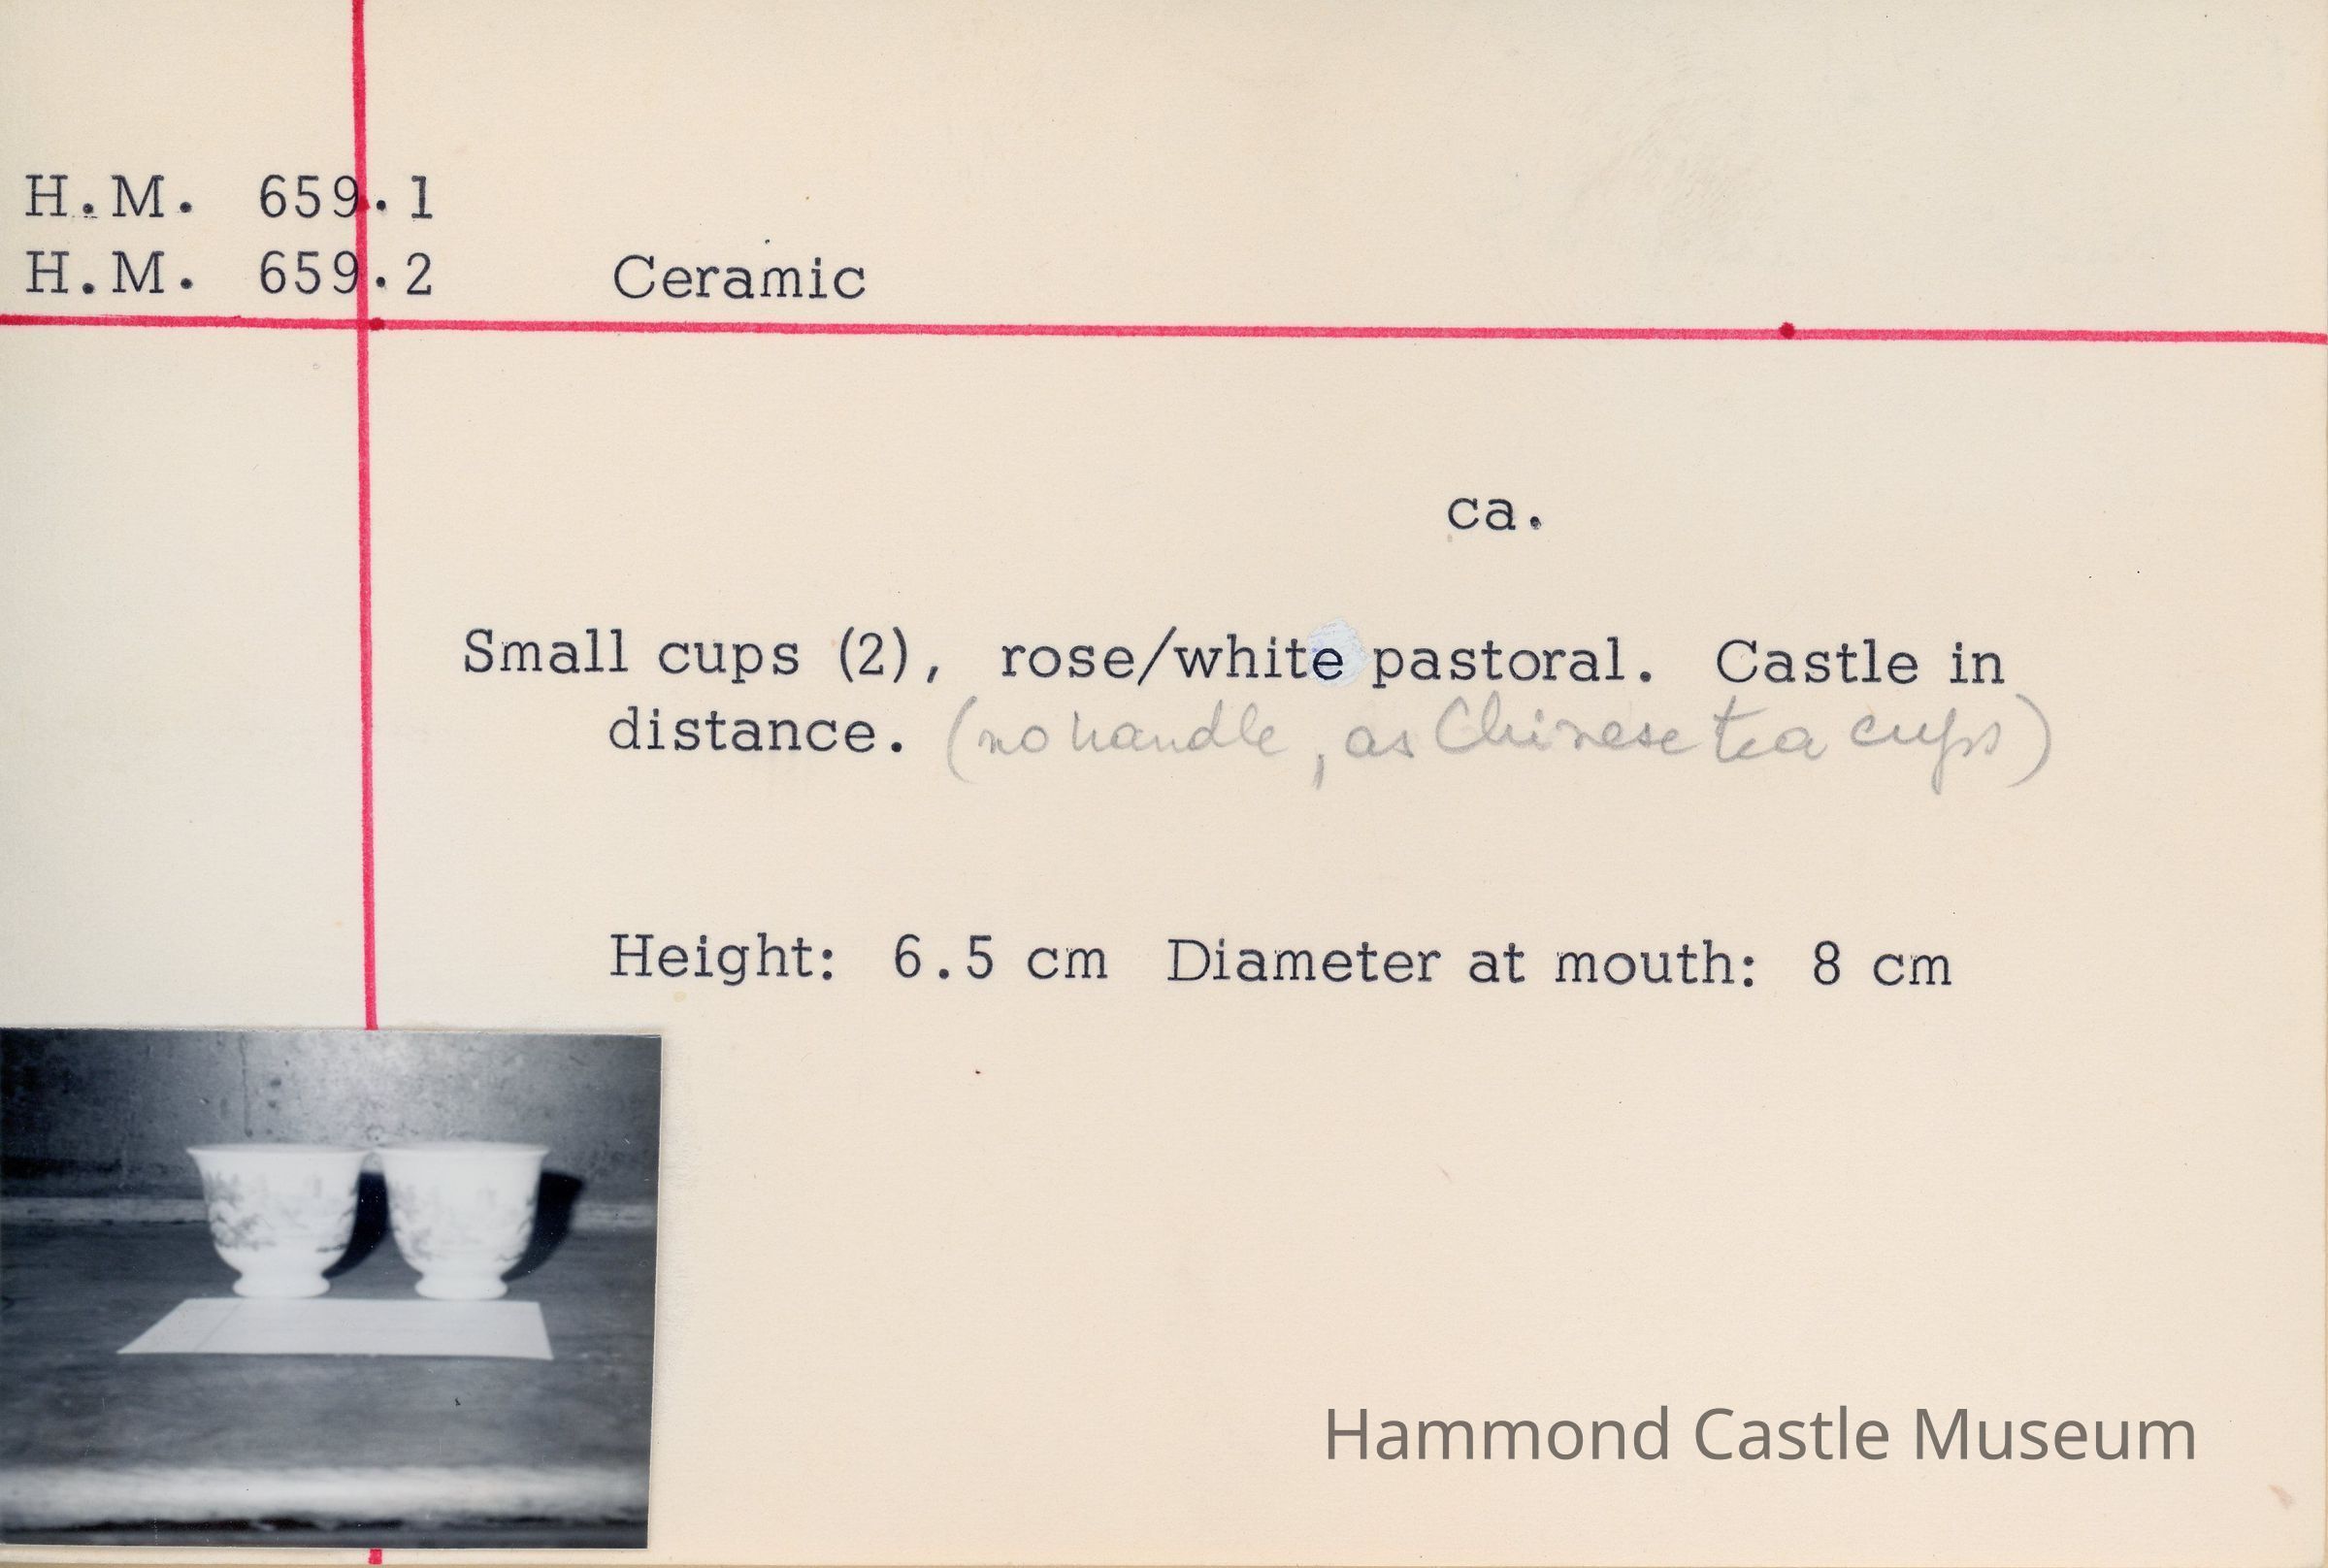 H.M. 659.1
H.M. 659.2 Ceramic
ca.
Small cups (2), rose/white pastoral. Castle in
distance. (no handle, as Chinese tea cups)
Height: 6.5 cm Diameter at mouth: 8 cm
Hammond Castle Museum